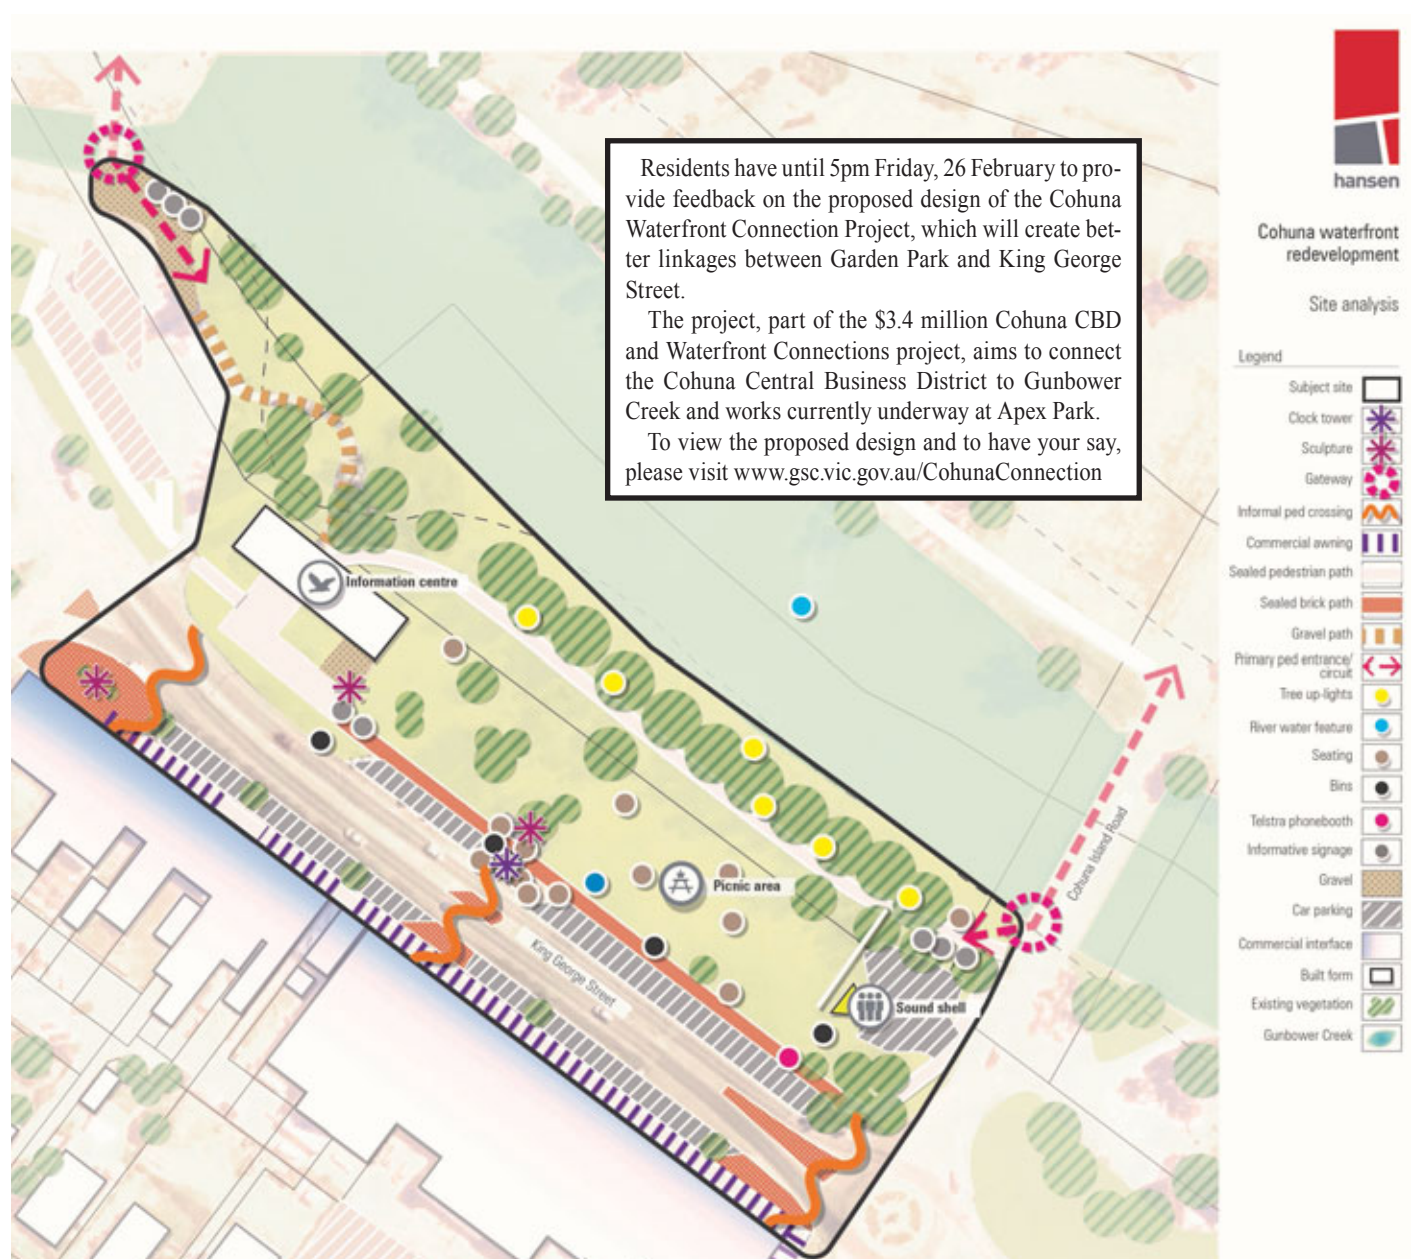 Residents have until 5pm Friday, 26 February to pro-
vide feedback on the proposed design of the Cohuna
Waterfront Connection Project, which will create bet-
ter linkages between Garden Park and King George
Street.
The project, part of the $3.4 million Cohuna CBD
and Waterfront Connections project, aims to connect
the Cohuna Central Business District to Gunbower
Creek and works currently underway at Apex Park.
To view the proposed design and to have your say,
please visit www.gsc.vic.gov.au/CohunaConnection
hansen
Cohuna waterfront
redevelopment
Site analysis
Legend
Subject site
Clock tower
Sculpture
Gateway
Informal ped crossing
Commercial awning
Sealed pedestrian path
Sealed brick path
Gravel path
Primary ped entrance/
circuit
Tree up-lights
River water feature
Seating
Bins
Telstra phonebooth
Informative signage
Gravel
Car parking
Commercial interface
Built form
Existing vegetation
Gunbower Creek
Information centre
Picnic area
Sound shell
King George Street
Cohuna Island Road